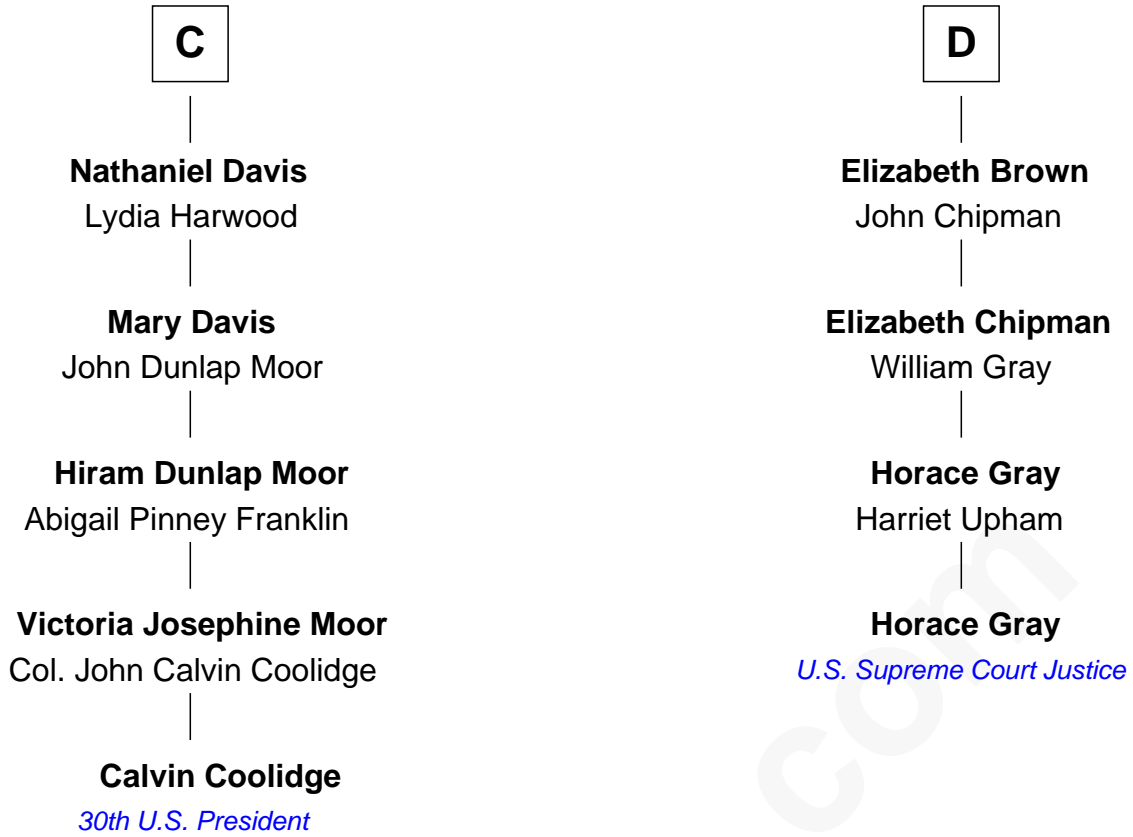 C
Nathaniel Davis
Lydia Harwood
Mary Davis
John Dunlap Moor
Hiram Dunlap Moor
Abigail Pinney Franklin
Victoria Josephine Moor
Col. John Calvin Coolidge
Calvin Coolidge
30th U.S. President
D
Elizabeth Brown
John Chipman
Elizabeth Chipman
William Gray
Horace Gray
Harriet Upham
Horace Gray
U.S. Supreme Court Justice
com